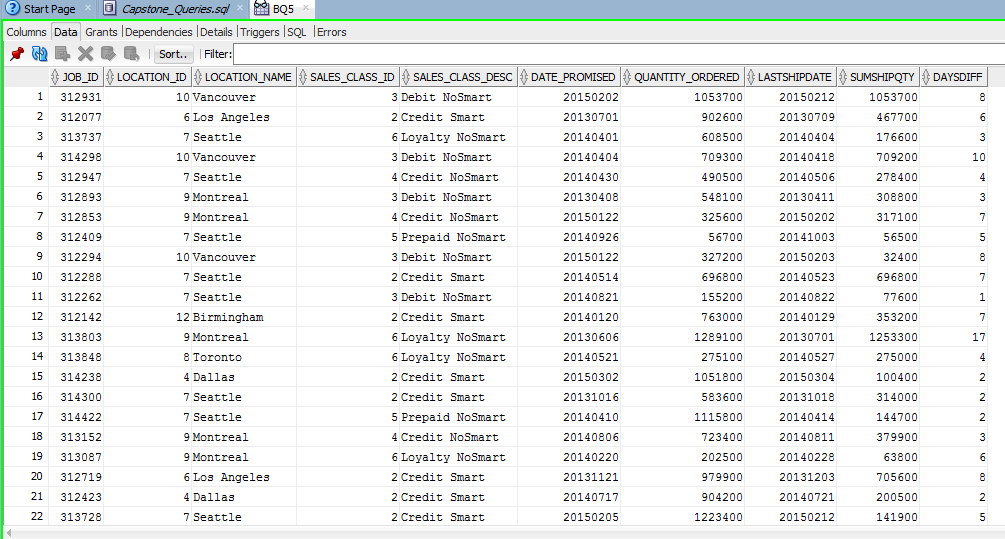 Start Page Capstone_Queries.sql BQ5
Columns Data Grants Dependencies Details Triggers SQL Errors
Sort.. Filter:
JOB_ID LOCATION_ID LOCATION_NAME SALES_CLASS_ID SALES_CLASS_DESC DATE_PROMISED QUANTITY_ORDERED LASTSHIPDATE SUMSHIPQTY DAYSDIFF
1 312931 10 Vancouver 3 Debit NoSmart 20150202 1053700 20150212 1053700 8
2 312077 6 Los Angeles 2 Credit Smart 20130701 902600 20130709 467700 6
3 313737 7 Seattle 6 Loyalty NoSmart 20140401 608500 20140404 176600 3
4 314298 10 Vancouver 3 Debit NoSmart 20140404 709300 20140418 709200 10
5 312947 7 Seattle 4 Credit NoSmart 20140430 490500 20140506 278400 4
6 312893 9 Montreal 3 Debit NoSmart 20130408 548100 20130411 308800 3
7 312853 9 Montreal 4 Credit NoSmart 20150122 325600 20150202 317100 7
8 312409 7 Seattle 5 Prepaid NoSmart 20140926 56700 20141003 56500 5
9 312294 10 Vancouver 3 Debit NoSmart 20150122 327200 20150203 32400 8
10 312288 7 Seattle 2 Credit Smart 20140514 696800 20140523 696800 7
11 312262 7 Seattle 3 Debit NoSmart 20140821 155200 20140822 77600 1
12 312142 12 Birmingham 2 Credit Smart 20140120 763000 20140129 353200 7
13 313803 9 Montreal 6 Loyalty NoSmart 20130606 1289100 20130701 1253300 17
14 313848 8 Toronto 6 Loyalty NoSmart 20140521 275100 20140527 275000 4
15 314238 4 Dallas 2 Credit Smart 20150302 1051800 20150304 100400 2
16 314300 7 Seattle 2 Credit Smart 20131016 583600 20131018 314000 2
17 314422 7 Seattle 5 Prepaid NoSmart 20140410 1115800 20140414 144700 2
18 313152 9 Montreal 4 Credit NoSmart 20140806 723400 20140811 379900 3
19 313087 9 Montreal 6 Loyalty NoSmart 20140220 202500 20140228 63800 6
20 312719 6 Los Angeles 2 Credit Smart 20131121 979900 20131203 705600 8
21 312423 4 Dallas 2 Credit Smart 20140717 904200 20140721 200500 2
22 313728 7 Seattle 2 Credit Smart 20150205 1223400 20150212 141900 5